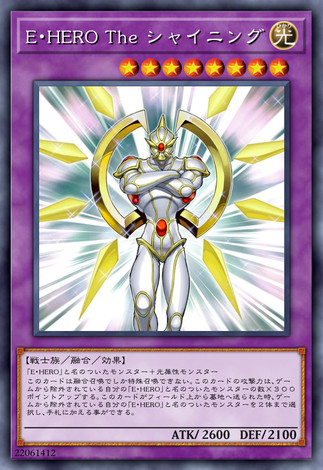 E・HERO The シャイニング
光
【戦士族／融合／効果】
「E・HERO」と名のついたモンスター＋光属性モンスター
このカードは融合召喚でしか特殊召喚できない。このカードの攻撃力は、ゲー
ムから除外されている自分の「E・HERO」と名のついたモンスターの数×３００
ポイントアップする。このカードがフィールド上から墓地へ送られた時、ゲー
ムから除外されている自分の「E・HERO」と名のついたモンスターを２体まで選
択し、手札に加える事ができる。
ATK/ 2600 DEF/2100
22061412